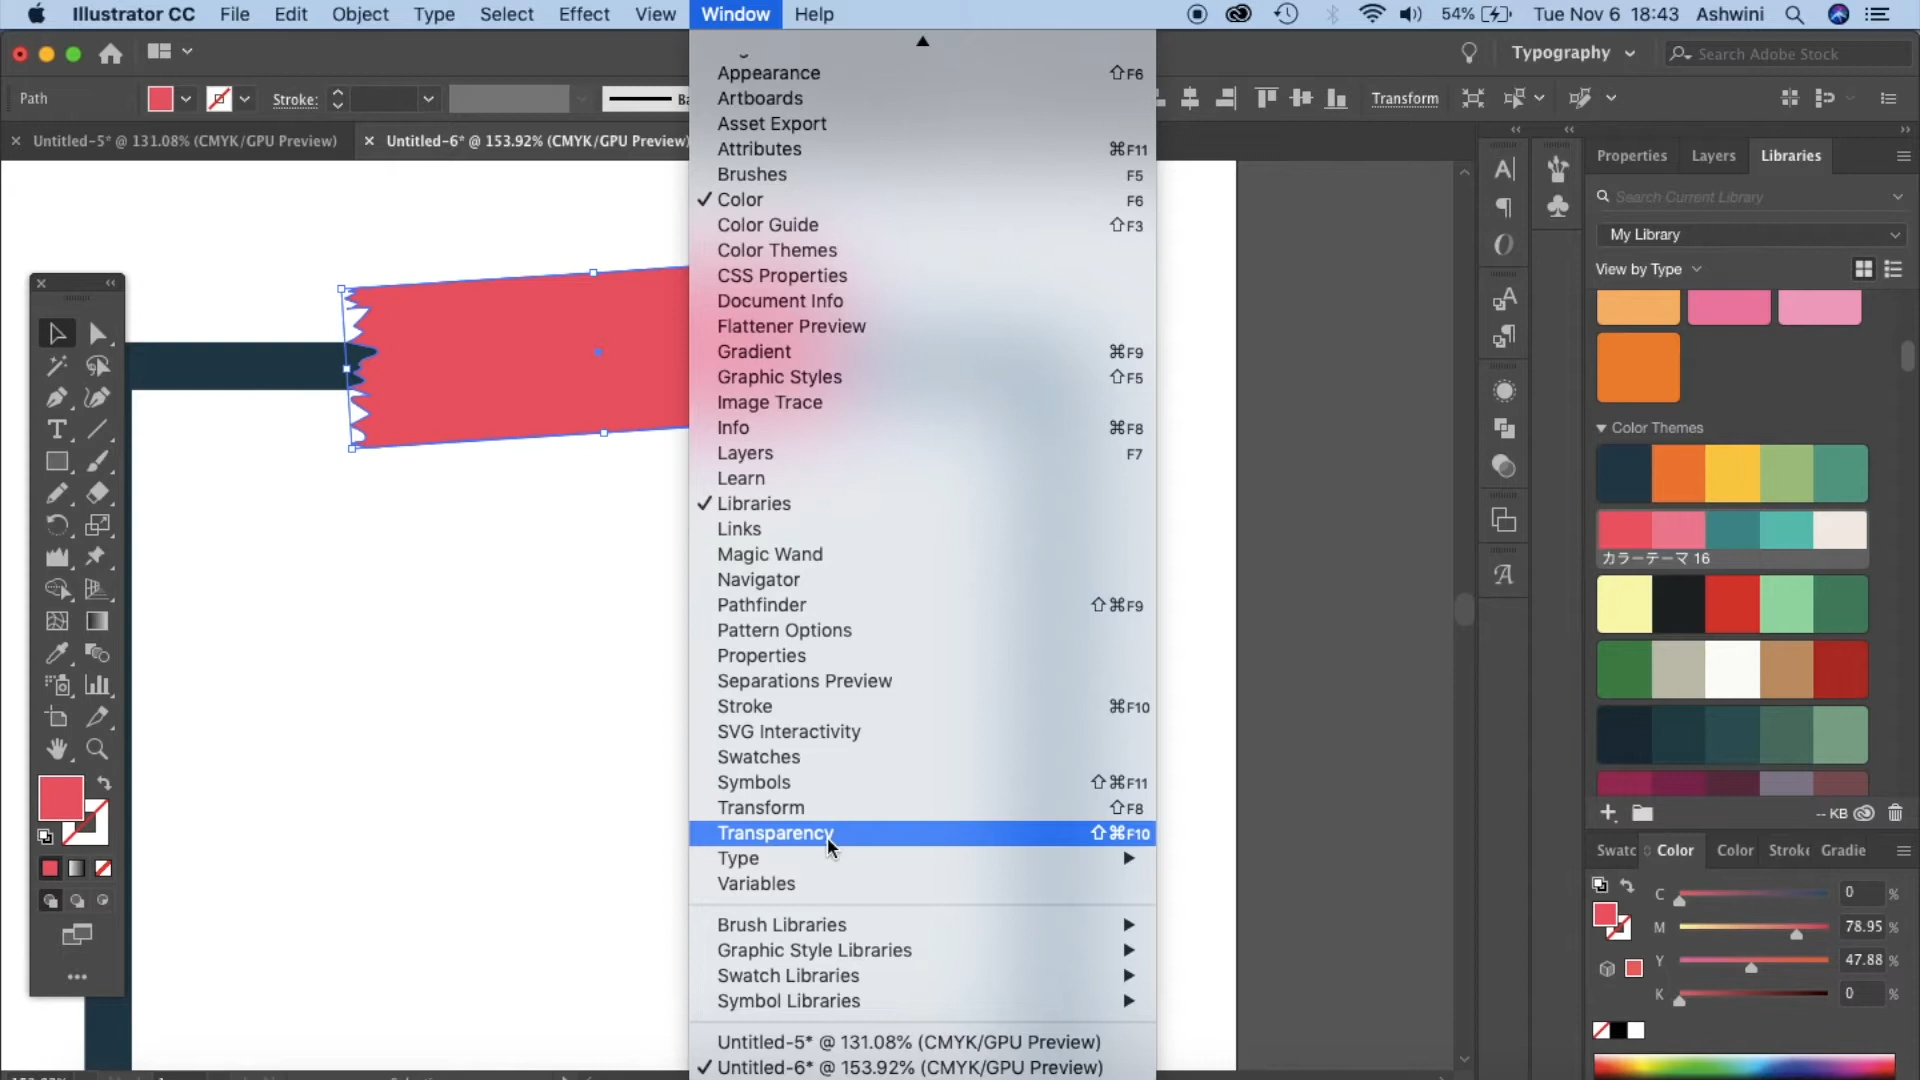 Illustrator CC File Edit Object Type Select Effect View Window Help 54% Tue Nov 6 18:43 Ashwini
Typography Search Adobe Stock
Path Stroke: Transform
Untitled-5* @ 131.08% (CMYK/GPU Preview) Untitled-6* @ 153.92% (CMYK/GPU Preview)
Appearance ⇧F6
Artboards
Asset Export
Attributes ⌘F11
Brushes F5
✓ Color F6
Color Guide ⇧F3
Color Themes
CSS Properties
Document Info
Flattener Preview
Gradient ⌘F9
Graphic Styles ⇧F5
Image Trace
Info ⌘F8
Layers F7
Learn
✓ Libraries
Links
Magic Wand
Navigator
Pathfinder ⇧⌘F9
Pattern Options
Properties
Separations Preview
Stroke ⌘F10
SVG Interactivity
Swatches
Symbols ⇧⌘F11
Transform ⇧F8
Transparency ⇧⌘F10
Type
Variables
Brush Libraries
Graphic Style Libraries
Swatch Libraries
Symbol Libraries
Untitled-5* @ 131.08% (CMYK/GPU Preview)
✓ Untitled-6* @ 153.92% (CMYK/GPU Preview)
Properties Layers Libraries
Search Current Library
My Library
View by Type
Color Themes
カラーテーマ 16
-- KB
Swatc Color Color Stroke Gradie
C 0 %
M 78.95 %
Y 47.88 %
K 0 %